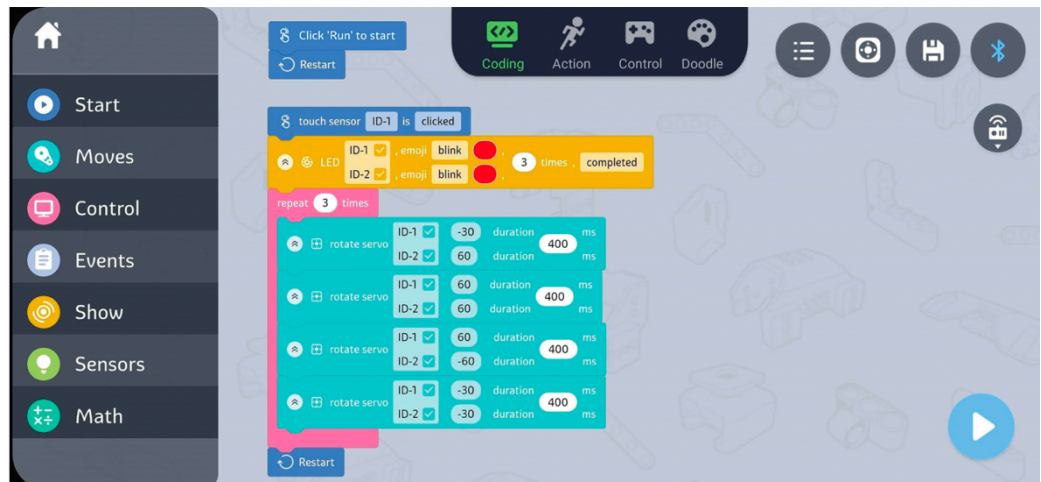 Coding Action Control Doodle
Start
Moves
Control
Events
Show
Sensors
Math
Click 'Run' to start
Restart
touch sensor ID-1 is clicked
LED ID-1 , emoji blink , 3 times , completed
ID-2 , emoji blink ,
repeat 3 times
rotate servo ID-1 -30 duration 400 ms
ID-2 60 duration ms
rotate servo ID-1 60 duration 400 ms
ID-2 60 duration ms
rotate servo ID-1 60 duration 400 ms
ID-2 -60 duration ms
rotate servo ID-1 -30 duration 400 ms
ID-2 -30 duration ms
Restart